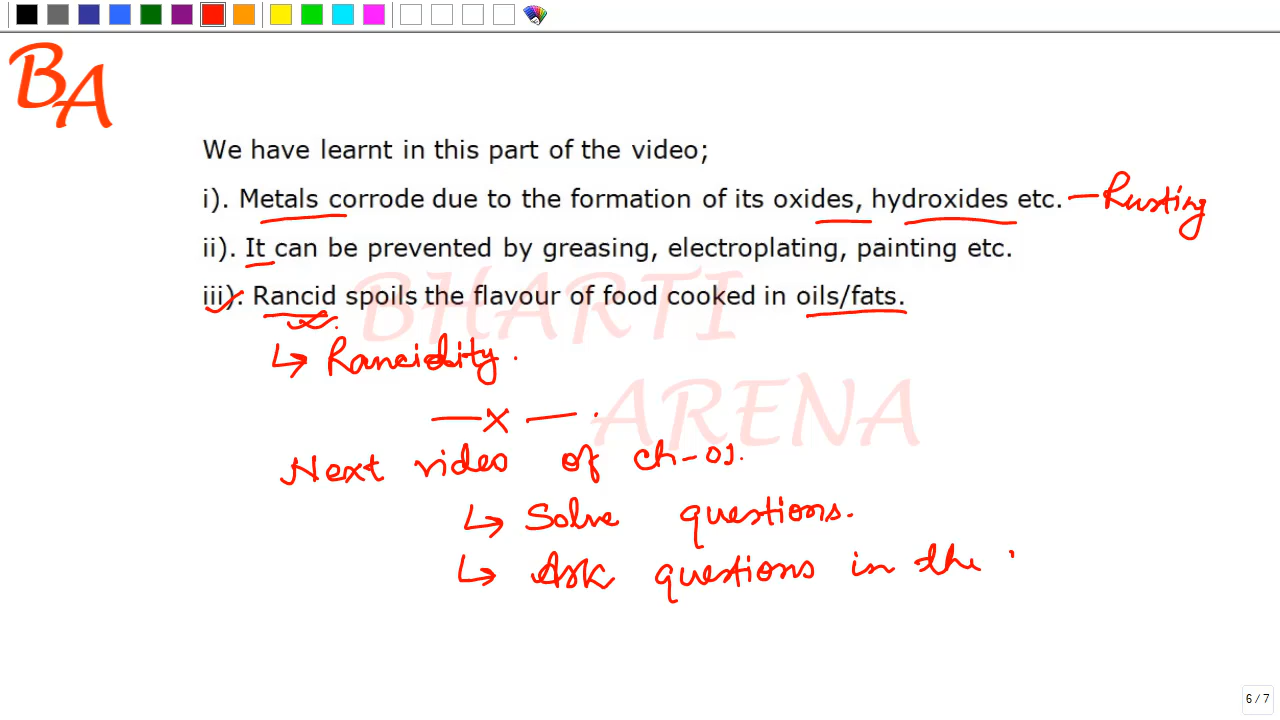 BA
We have learnt in this part of the video;
i). Metals corrode due to the formation of its oxides, hydroxides etc. — Rusting
ii). It can be prevented by greasing, electroplating, painting etc.
iii). Rancid spoils the flavour of food cooked in oils/fats.
BHARTI
↳ Rancidity.
—x—
ARENA
Next video of ch-01.
↳ Solve questions.
↳ Ask questions in the
6 / 7